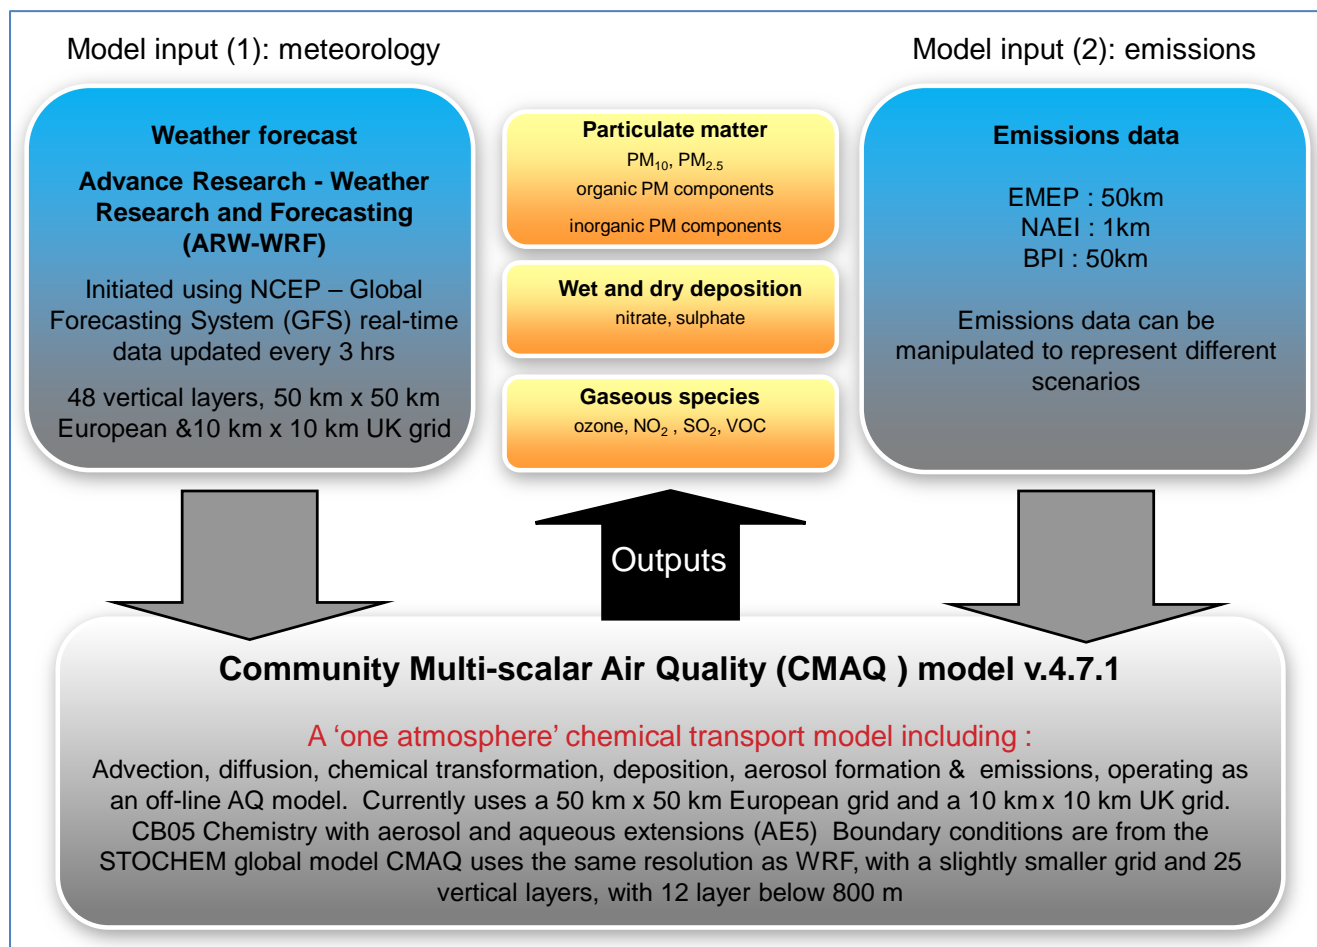 Model input (1): meteorology
Weather forecast
Advance Research - Weather
Research and Forecasting
(ARW-WRF)
Initiated using NCEP – Global
Forecasting System (GFS) real-time
data updated every 3 hrs
48 vertical layers, 50 km x 50 km
European &10 km x 10 km UK grid
Particulate matter
PM10, PM2.5
organic PM components
inorganic PM components
Wet and dry deposition
nitrate, sulphate
Gaseous species
ozone, NO2 , SO2, VOC
Model input (2): emissions
Emissions data
EMEP : 50km
NAEI : 1km
BPI : 50km
Emissions data can be
manipulated to represent different
scenarios
Outputs
Community Multi-scalar Air Quality (CMAQ ) model v.4.7.1
A ‘one atmosphere’ chemical transport model including :
Advection, diffusion, chemical transformation, deposition, aerosol formation & emissions, operating as
an off-line AQ model. Currently uses a 50 km x 50 km European grid and a 10 km x 10 km UK grid.
CB05 Chemistry with aerosol and aqueous extensions (AE5) Boundary conditions are from the
STOCHEM global model CMAQ uses the same resolution as WRF, with a slightly smaller grid and 25
vertical layers, with 12 layer below 800 m